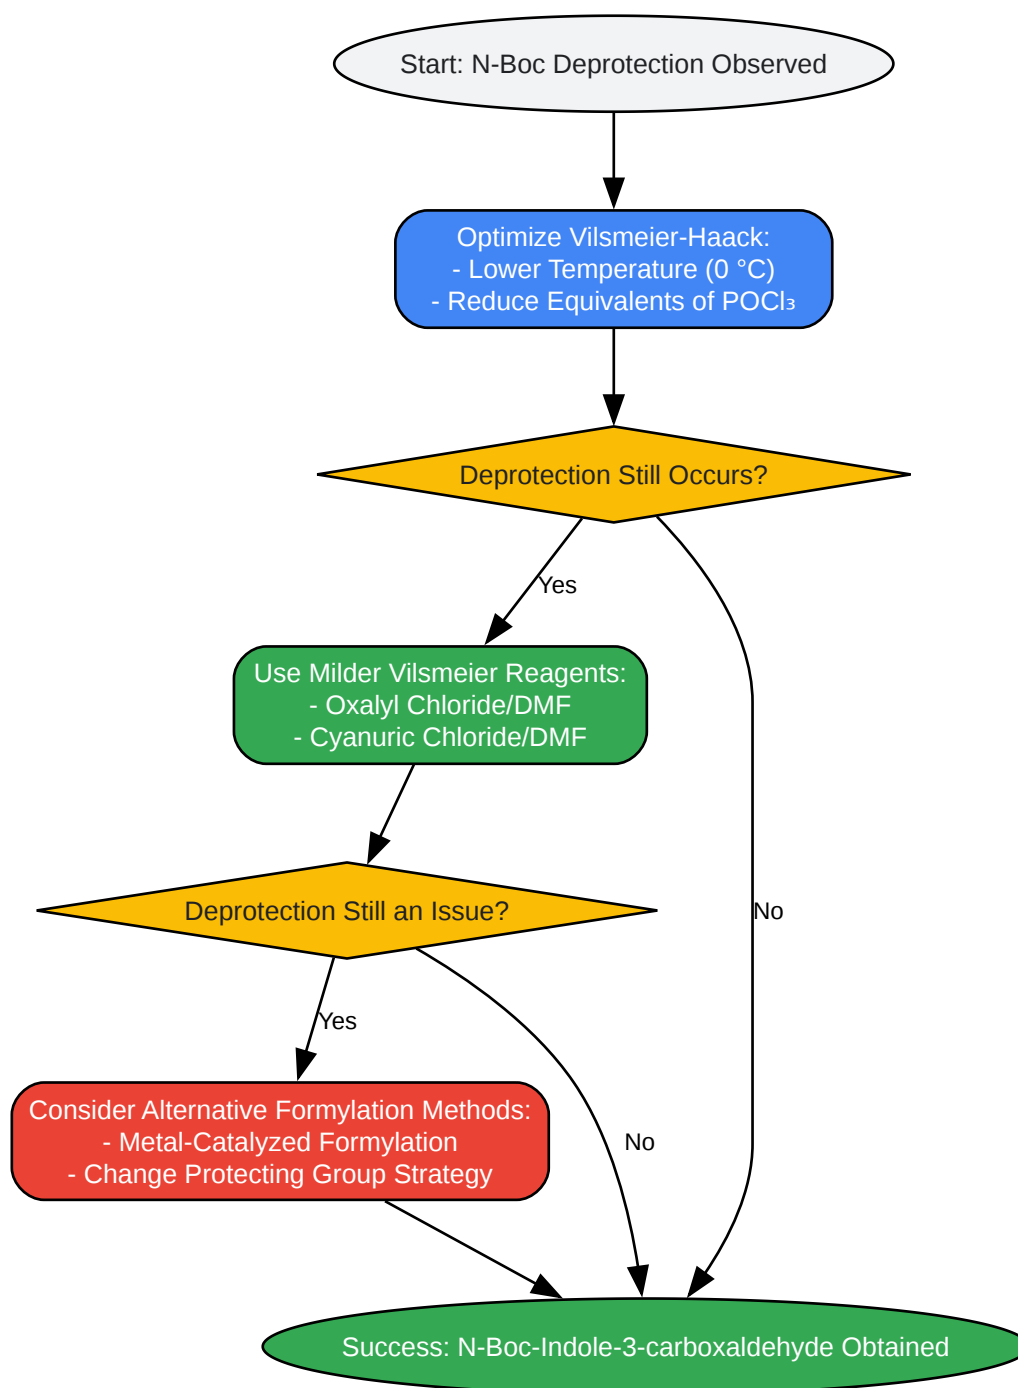 Start: N-Boc Deprotection Observed
Optimize Vilsmeier-Haack:
- Lower Temperature (0 °C)
- Reduce Equivalents of POCl₃
Deprotection Still Occurs?
Yes
Use Milder Vilsmeier Reagents:
- Oxalyl Chloride/DMF
- Cyanuric Chloride/DMF
Deprotection Still an Issue?
No
Yes
Consider Alternative Formylation Methods:
- Metal-Catalyzed Formylation
- Change Protecting Group Strategy
No
Success: N-Boc-Indole-3-carboxaldehyde Obtained